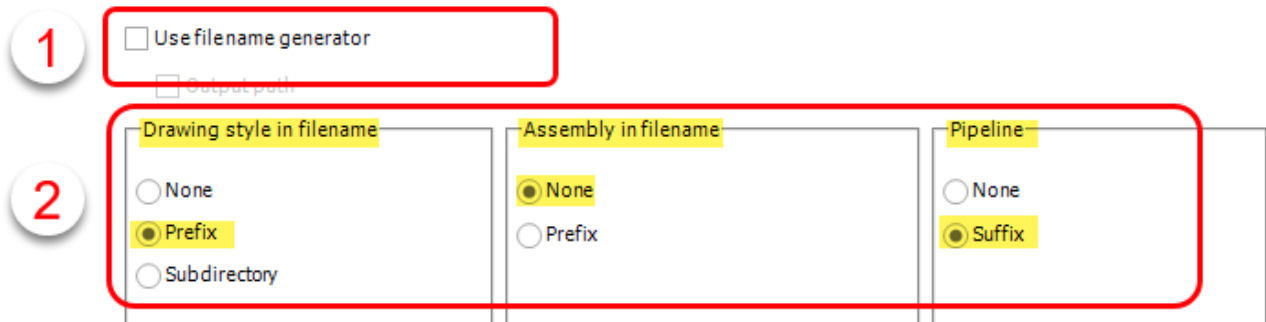 1
Use filename generator
Output path
Drawing style in filename
Assembly in filename
Pipeline
2
None
None
None
Prefix
Prefix
Suffix
Subdirectory